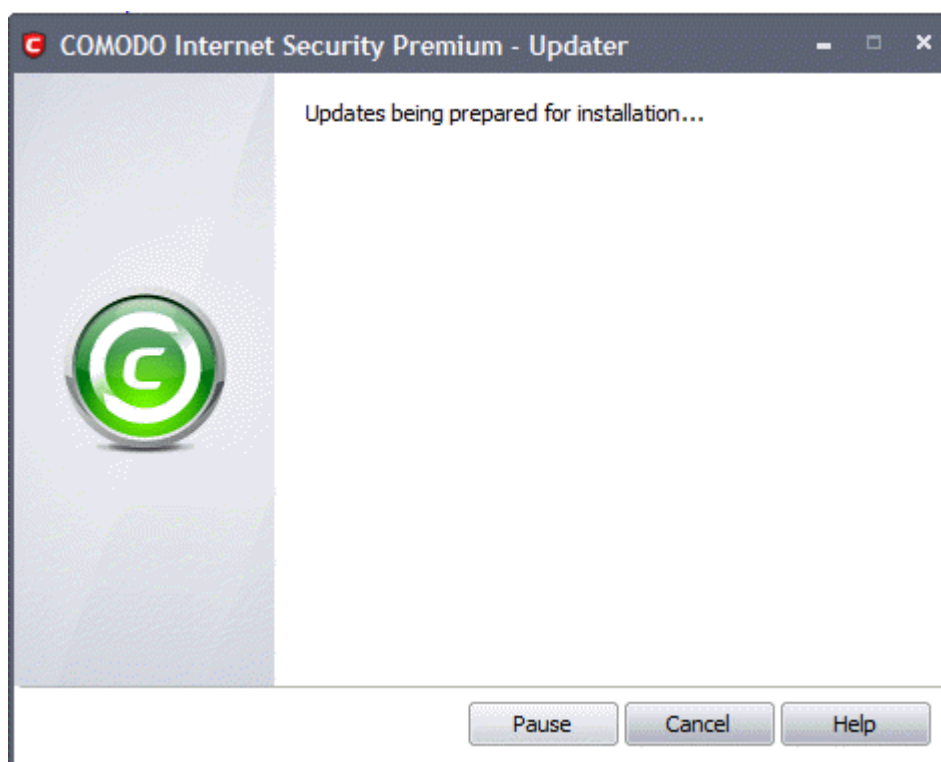 COMODO Internet Security Premium - Updater
Updates being prepared for installation...
C
Pause Cancel Help